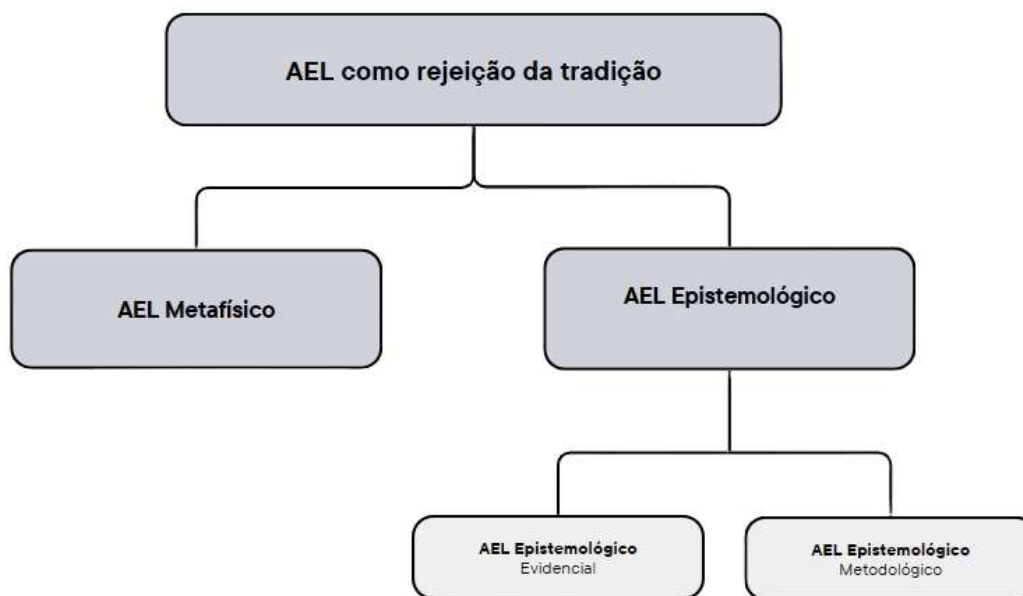 AEL como rejeição da tradição
AEL Metafísico
AEL Epistemológico
AEL Epistemológico
Evidencial
AEL Epistemológico
Metodológico